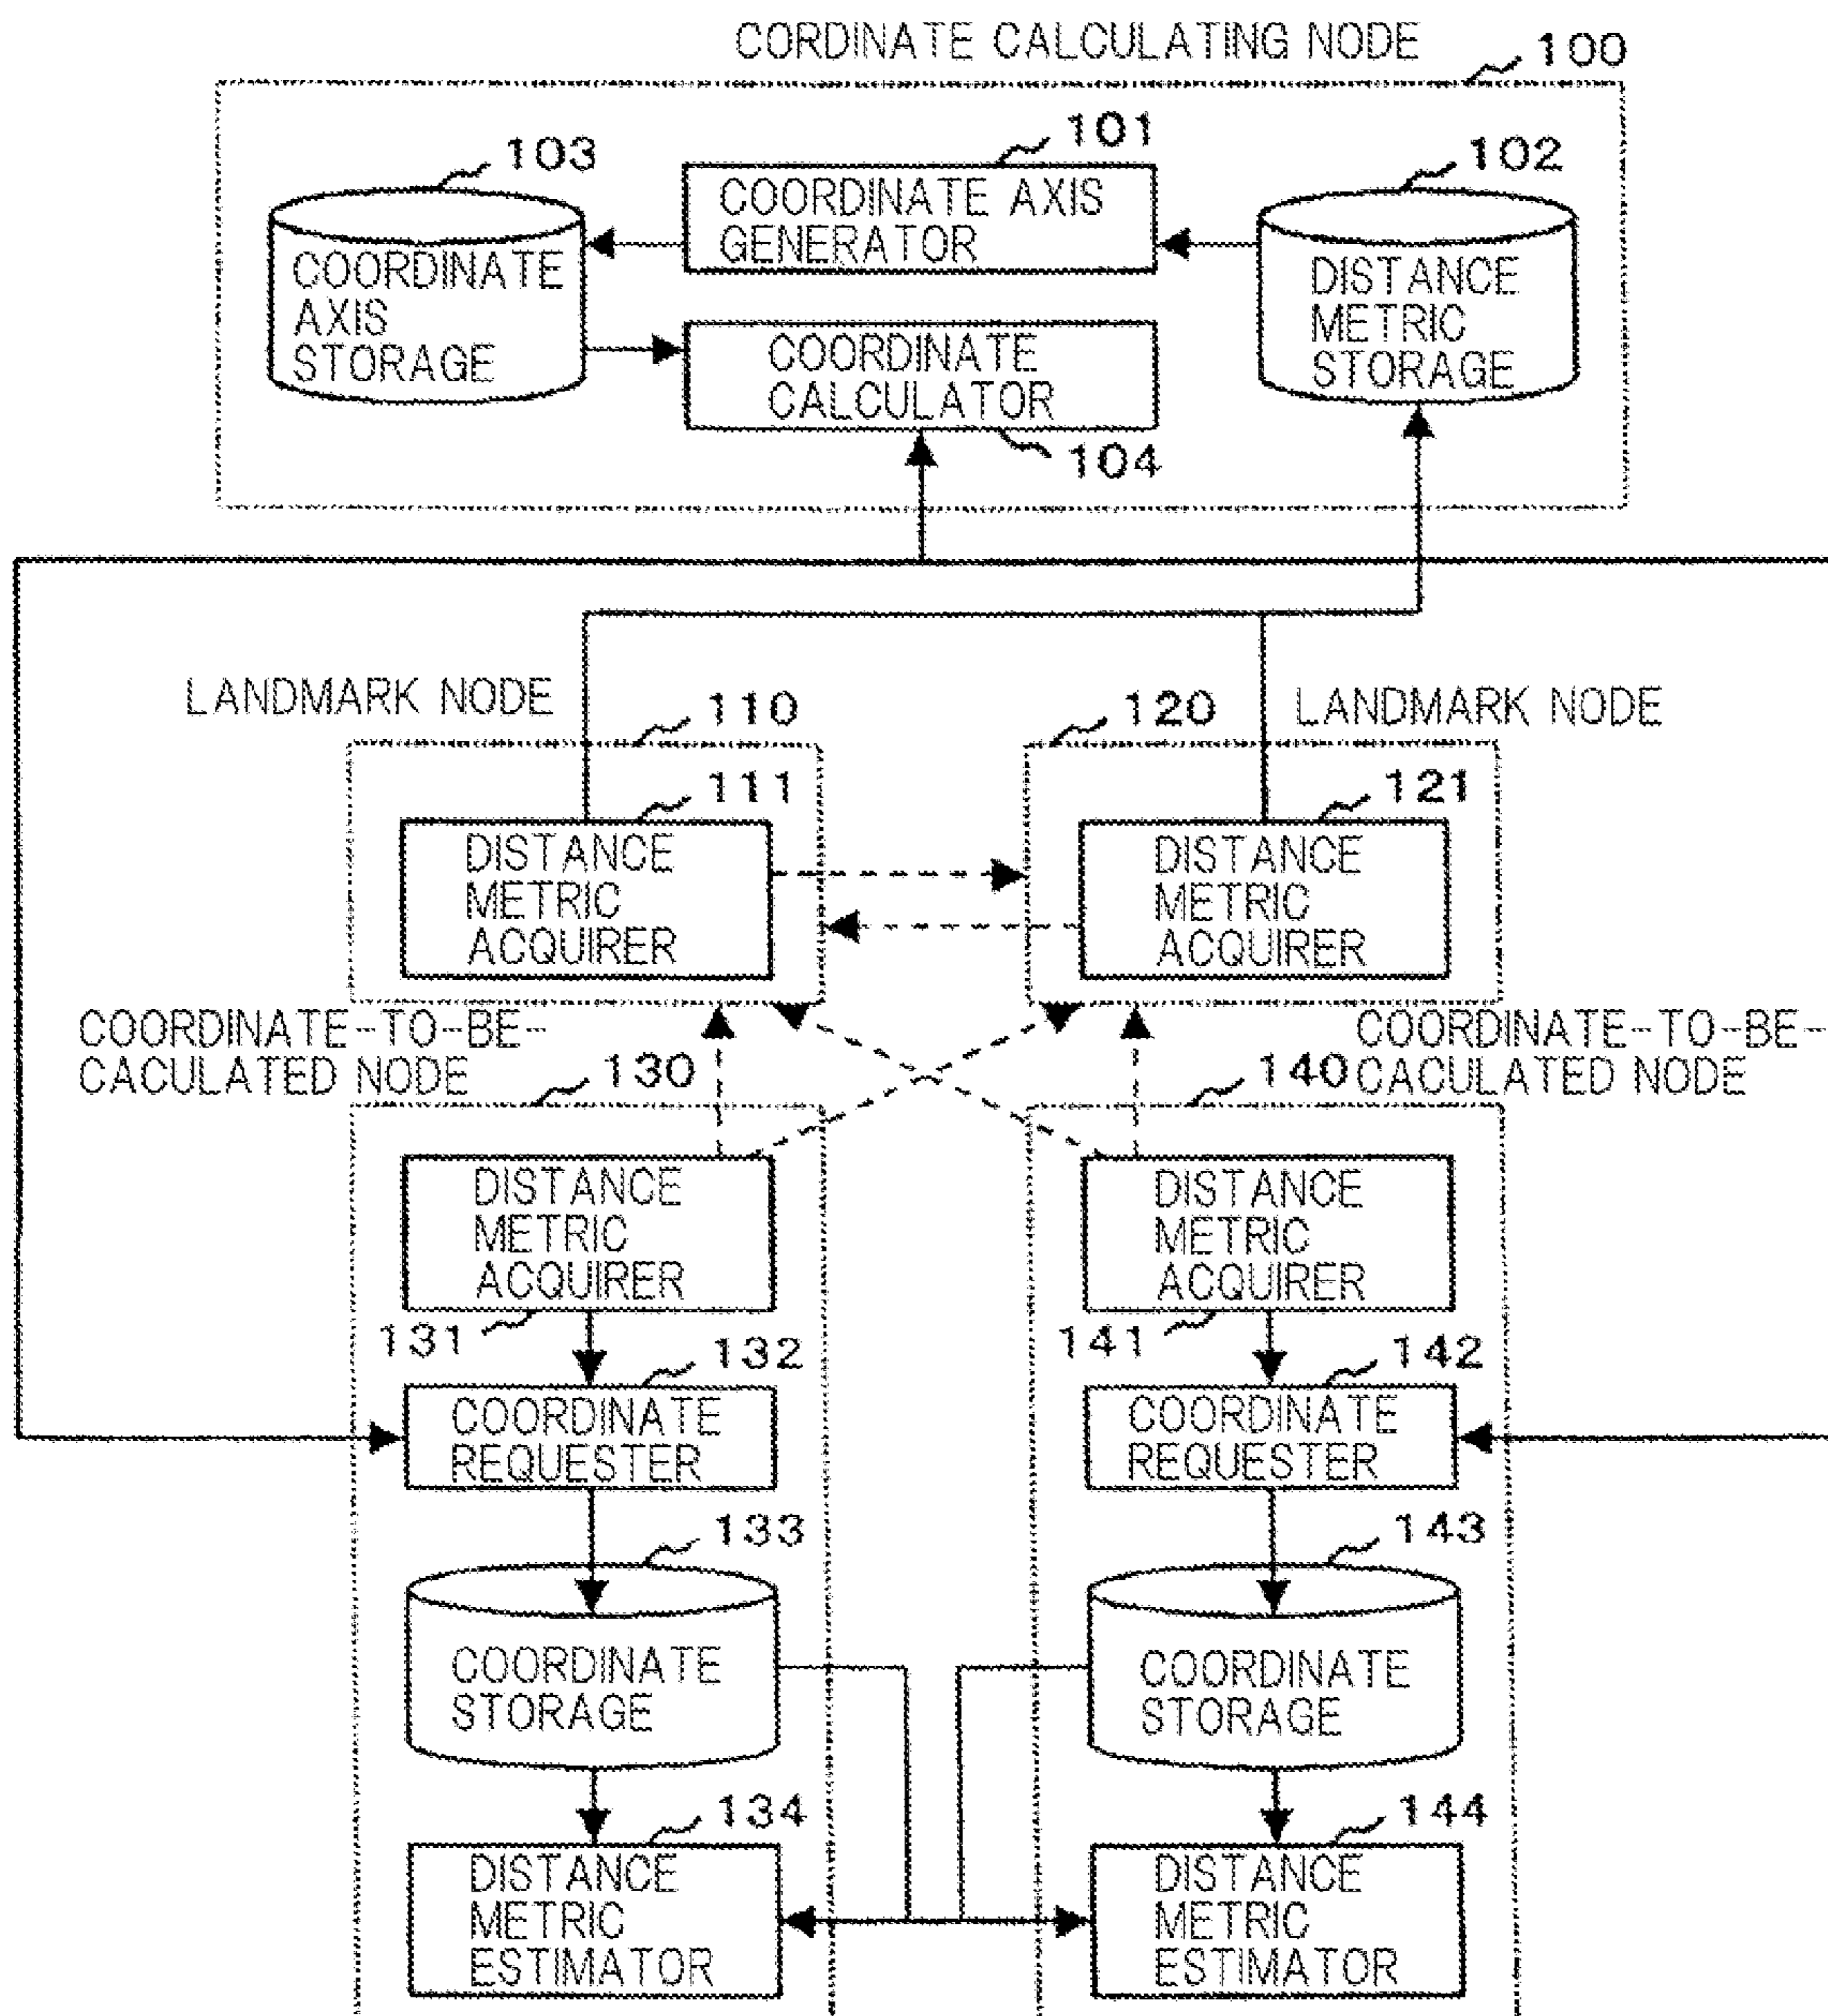 CORDINATE CALCULATING NODE
100
101
102
103
COORDINATE AXIS
GENERATOR
COORDINATE
AXIS
STORAGE
DISTANCE
METRIC
STORAGE
COORDINATE
CALCULATOR
104
LANDMARK NODE
110
120
LANDMARK NODE
111
121
DISTANCE
METRIC
ACQUIRER
DISTANCE
METRIC
ACQUIRER
COORDINATE-TO-BE-
CACULATED NODE
130
140
COORDINATE-TO-BE-
CACULATED NODE
DISTANCE
METRIC
ACQUIRER
DISTANCE
METRIC
ACQUIRER
131
141
132
142
COORDINATE
REQUESTER
COORDINATE
REQUESTER
133
143
COORDINATE
STORAGE
COORDINATE
STORAGE
134
144
DISTANCE
METRIC
ESTIMATOR
DISTANCE
METRIC
ESTIMATOR